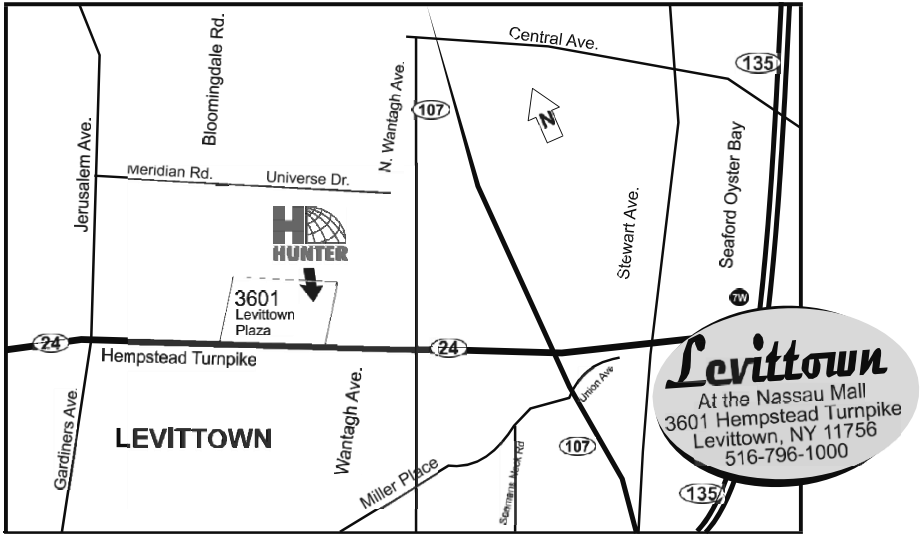 Central Ave.
135
Bloomingdale Rd.
N. Wantagh Ave.
107
N
Jerusalem Ave.
Seaford Oyster Bay
Meridian Rd.
Universe Dr.
Stewart Ave.
H
HUNTER
3601
Levittown
Plaza
7W
24
24
Hempstead Turnpike
Levittown
At the Nassau Mall
3601 Hempstead Turnpike
Levittown, NY 11756
516-796-1000
Union Ave
Gardiners Ave.
LEVITTOWN
Wantagh Ave.
107
Miller Place
Neck Rd
135